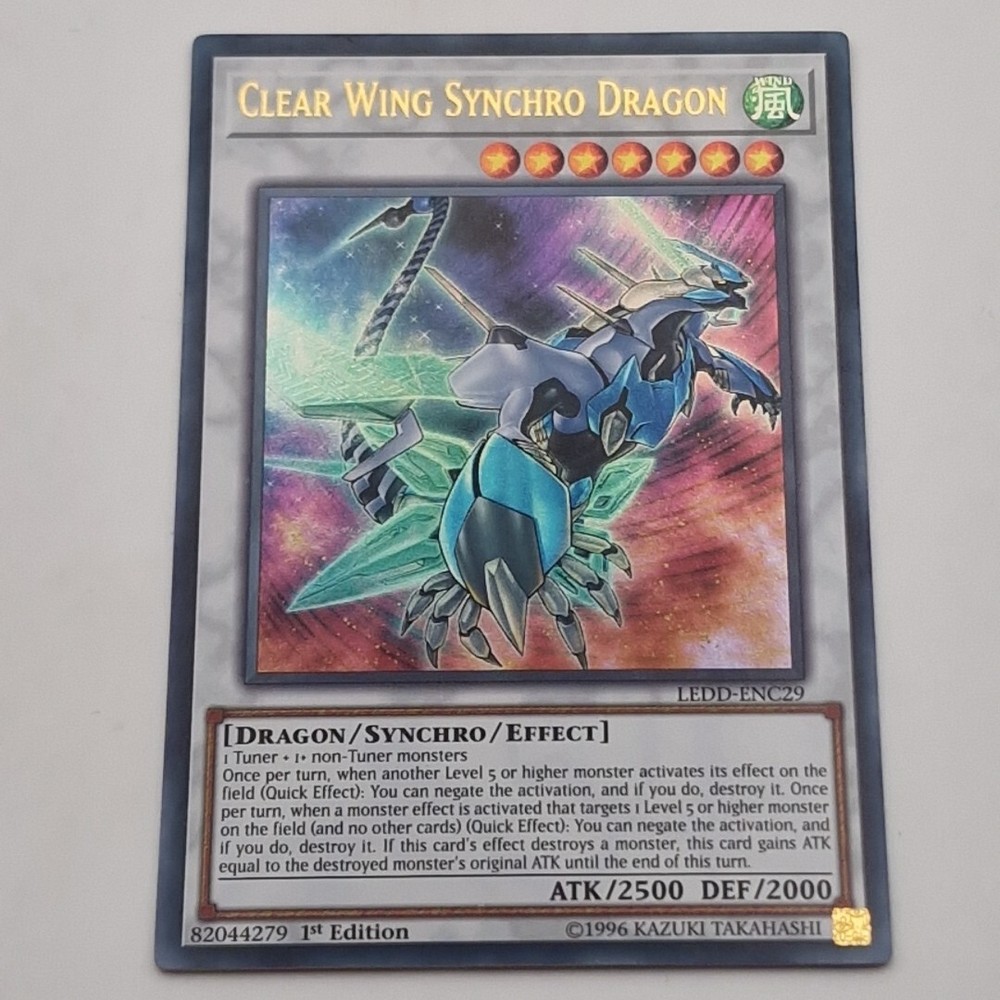 CLEAR WING SYNCHRO DRAGON
WIND
風
LEDD-ENC29
[DRAGON/SYNCHRO/EFFECT]
1 Tuner + 1+ non-Tuner monsters
Once per turn, when another Level 5 or higher monster activates its effect on the
field (Quick Effect): You can negate the activation, and if you do, destroy it. Once
per turn, when a monster effect is activated that targets 1 Level 5 or higher monster
on the field (and no other cards) (Quick Effect): You can negate the activation, and
if you do, destroy it. If this card's effect destroys a monster, this card gains ATK
equal to the destroyed monster's original ATK until the end of this turn.
ATK/2500 DEF/2000
82044279 1st Edition
©1996 KAZUKI TAKAHASHI